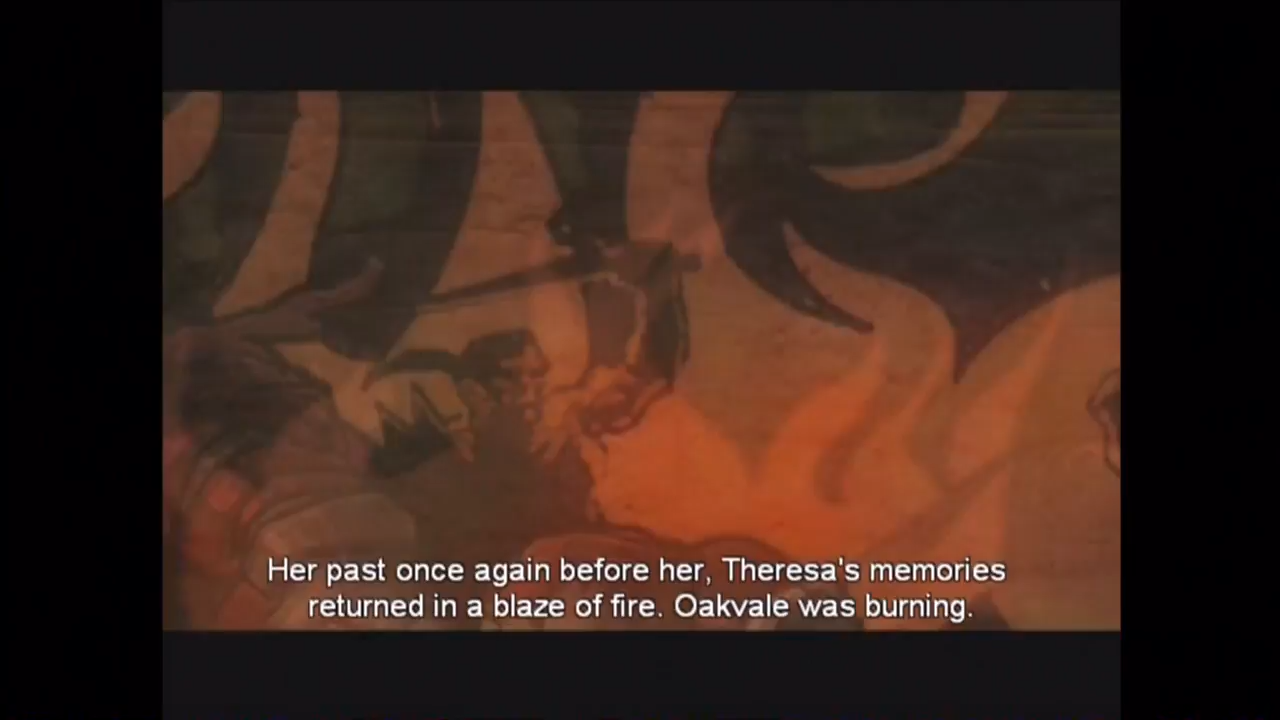 Her past once again before her, Theresa's memories
returned in a blaze of fire. Oakvale was burning.